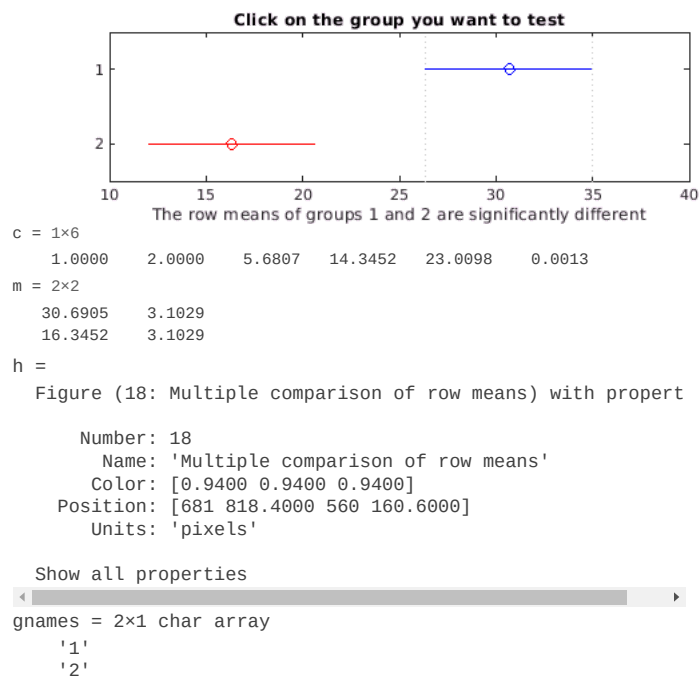 Click on the group you want to test
1
2
10 15 20 25 30 35 40
The row means of groups 1 and 2 are significantly different
c = 1×6
1.0000 2.0000 5.6807 14.3452 23.0098 0.0013
m = 2×2
30.6905 3.1029
16.3452 3.1029
h =
Figure (18: Multiple comparison of row means) with propert
Number: 18
Name: 'Multiple comparison of row means'
Color: [0.9400 0.9400 0.9400]
Position: [681 818.4000 560 160.6000]
Units: 'pixels'
Show all properties
gnames = 2×1 char array
'1'
'2'